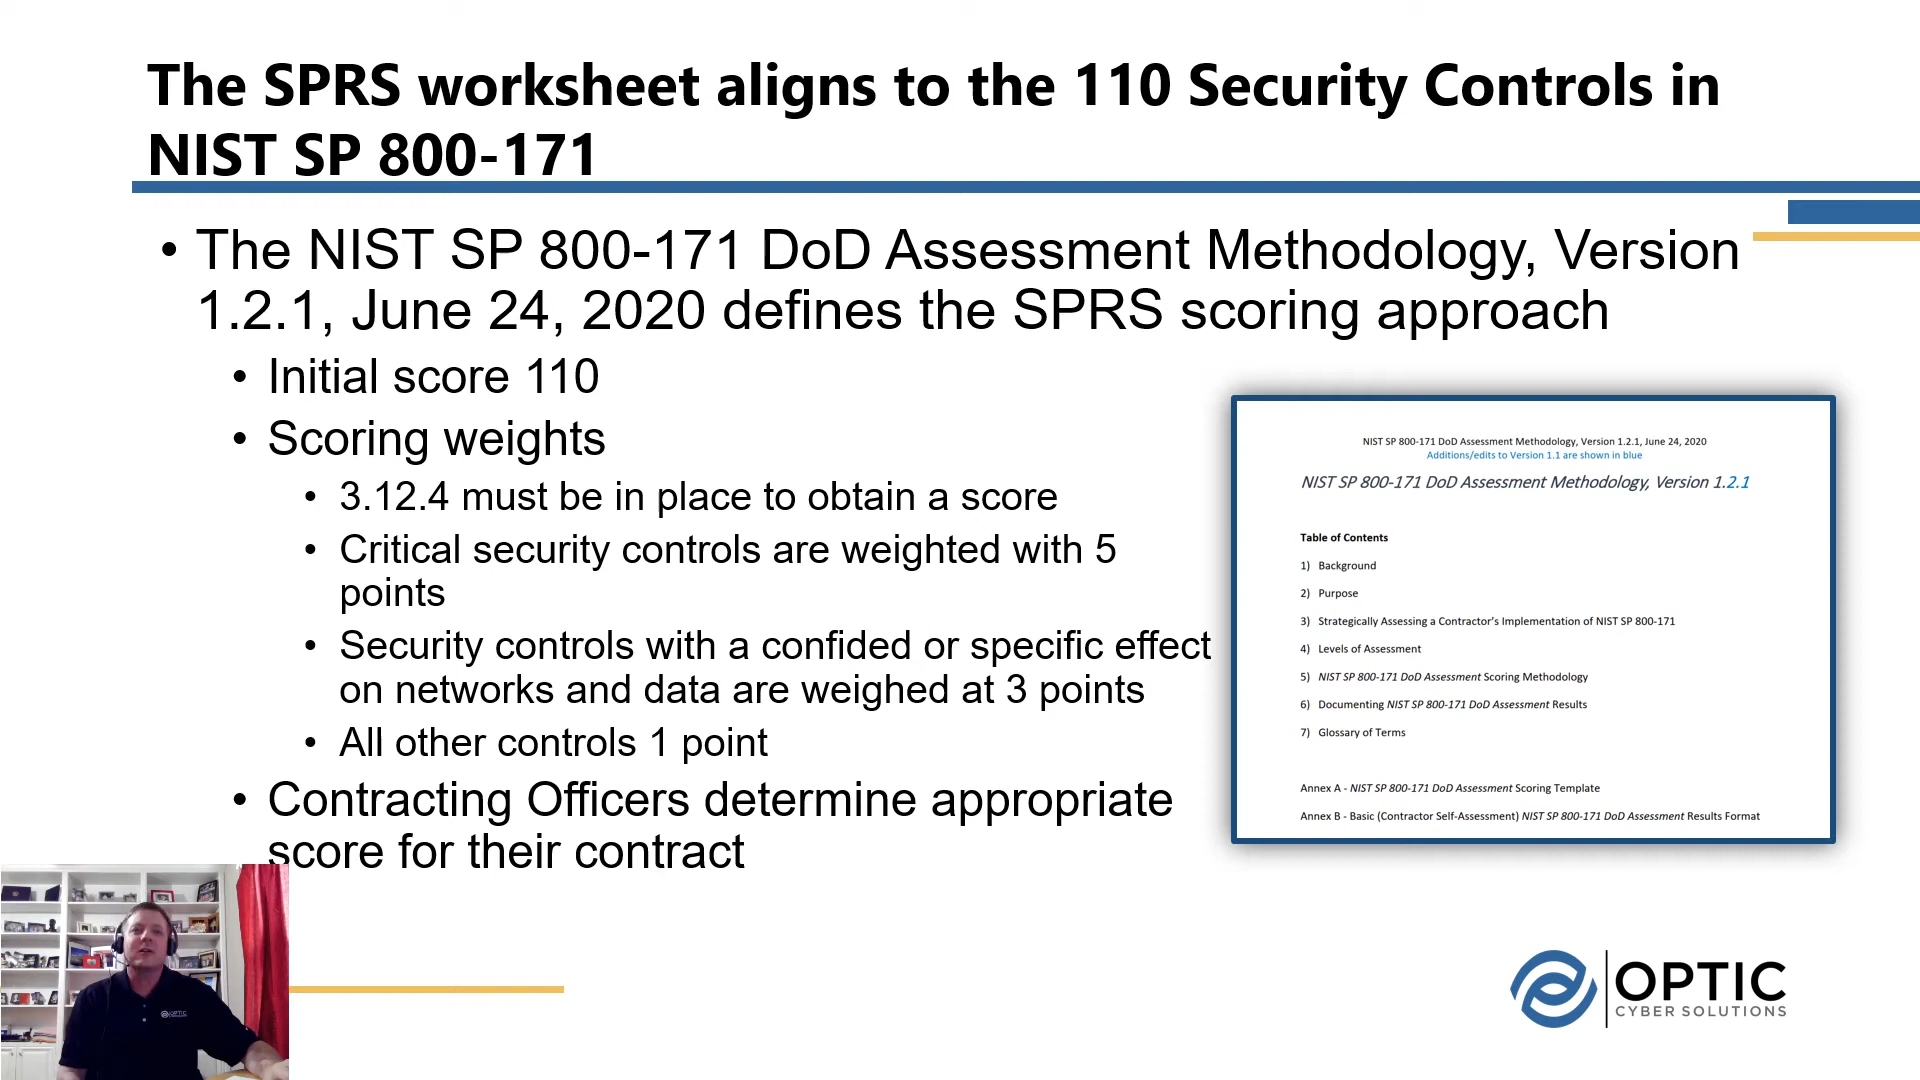 The SPRS worksheet aligns to the 110 Security Controls in
NIST SP 800-171
• The NIST SP 800-171 DoD Assessment Methodology, Version
1.2.1, June 24, 2020 defines the SPRS scoring approach
• Initial score 110
• Scoring weights
• 3.12.4 must be in place to obtain a score
• Critical security controls are weighted with 5
points
• Security controls with a confided or specific effect
on networks and data are weighed at 3 points
• All other controls 1 point
• Contracting Officers determine appropriate
score for their contract
NIST SP 800-171 DoD Assessment Methodology, Version 1.2.1, June 24, 2020
Additions/edits to Version 1.1 are shown in blue
NIST SP 800-171 DoD Assessment Methodology, Version 1.2.1
Table of Contents
1) Background
2) Purpose
3) Strategically Assessing a Contractor’s Implementation of NIST SP 800-171
4) Levels of Assessment
5) NIST SP 800-171 DoD Assessment Scoring Methodology
6) Documenting NIST SP 800-171 DoD Assessment Results
7) Glossary of Terms
Annex A - NIST SP 800-171 DoD Assessment Scoring Template
Annex B - Basic (Contractor Self-Assessment) NIST SP 800-171 DoD Assessment Results Format
OPTIC
OPTIC
CYBER SOLUTIONS